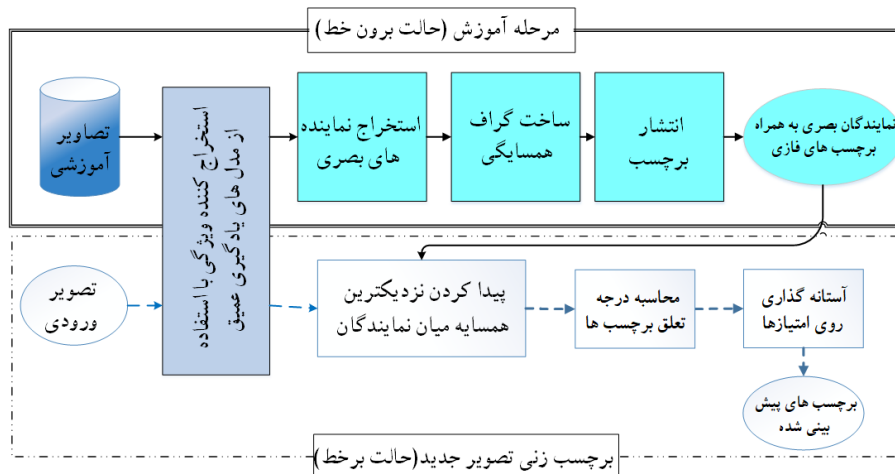 مرحله آموزش (حالت برون خط)
تصاویر
آموزشی
استخراج کننده ویژگی با استفاده
از مدل های یادگیری عمیق
استخراج نماینده
های بصری
ساخت گراف
همسایگی
انتشار
برچسب
نمایندگان بصری به همراه
برچسب های فازی
تصویر
ورودی
پیدا کردن نزدیکترین
همسایه میان نمایندگان
محاسبه درجه
تعلق برچسب ها
آستانه گذاری
روی امتیازها
برچسب های پیش
بینی شده
برچسب زنی تصویر جدید(حالت برخط)